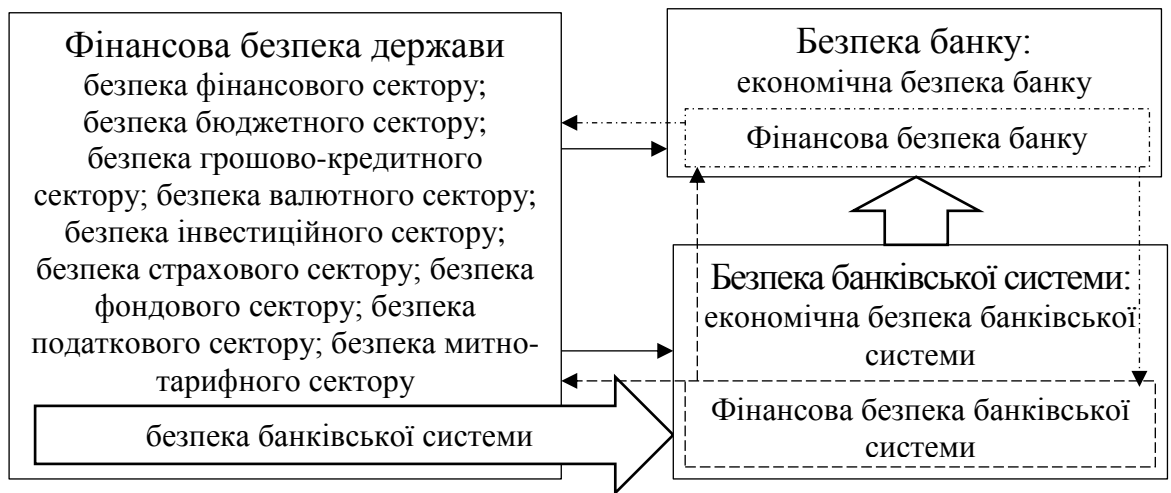 Фінансова безпека держави
безпека фінансового сектору;
безпека бюджетного сектору;
безпека грошово-кредитного
сектору; безпека валютного сектору;
безпека інвестиційного сектору;
безпека страхового сектору; безпека
фондового сектору; безпека
податкового сектору; безпека митно-
тарифного сектору
безпека банківської системи
Безпека банку:
економічна безпека банку
Фінансова безпека банку
Безпека банківської системи:
економічна безпека банківської
системи
Фінансова безпека банківської
системи